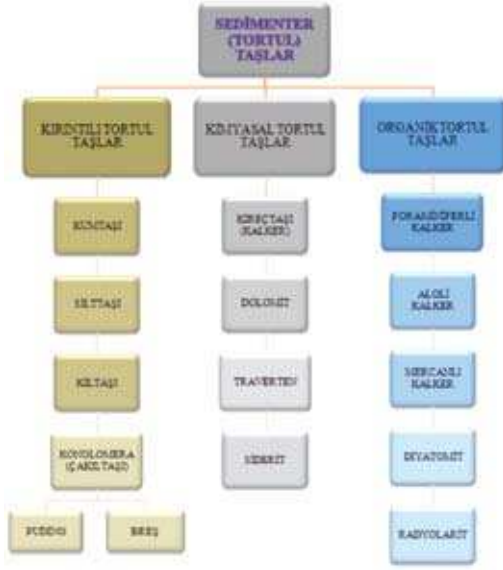 SEDİMENTER
(TORTUL)
TAŞLAR
KIRINTILI TORTUL
TAŞLAR
KUMTAŞI
SİLTTAŞI
KİLTAŞI
KONGLOMERA
(ÇAKILTAŞI)
PUDDİNG
BREŞ
KİMYASAL TORTUL
TAŞLAR
KİREÇTAŞI
(KALKER)
DOLOMİT
TRAVERTEN
SİDERİT
ORGANİK TORTUL
TAŞLAR
FORAMİNİFERLİ
KALKER
ALGLİ
KALKER
MERCANLI
KALKER
DİYATOMİT
RADYOLARİT